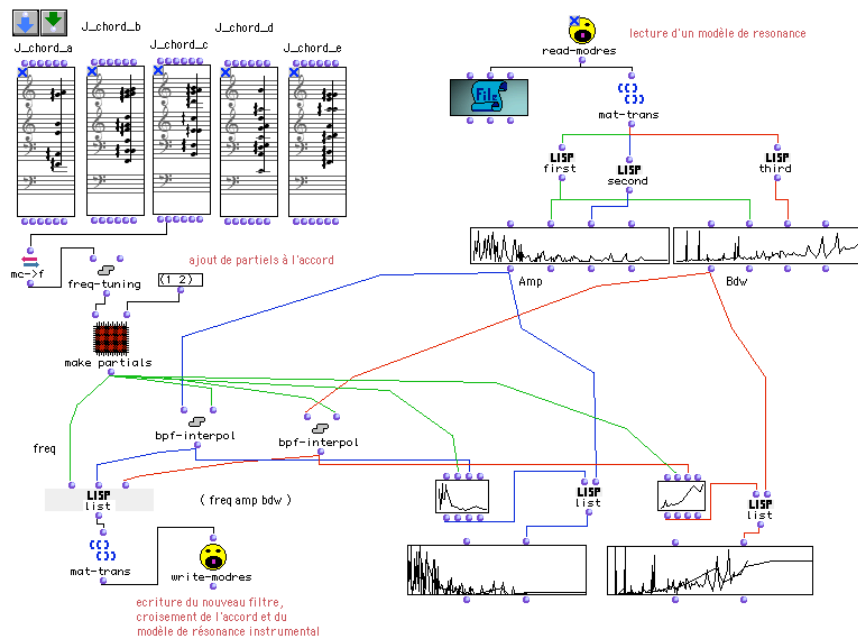 J_chord_a
J_chord_b
J_chord_c
J_chord_d
J_chord_e
read-modres
lecture d'un modèle de resonance
File
mat-trans
LISP
first
LISP
second
LISP
third
Amp
Bdw
mc->f
freq-tuning
ajout de partiels à l'accord
(1 2)
make partials
bpf-interpol
bpf-interpol
freq
LISP
list
( freq amp bdw )
LISP
list
LISP
list
mat-trans
write-modres
ecriture du nouveau filtre,
croisement de l'accord et du
modèle de résonance instrumental